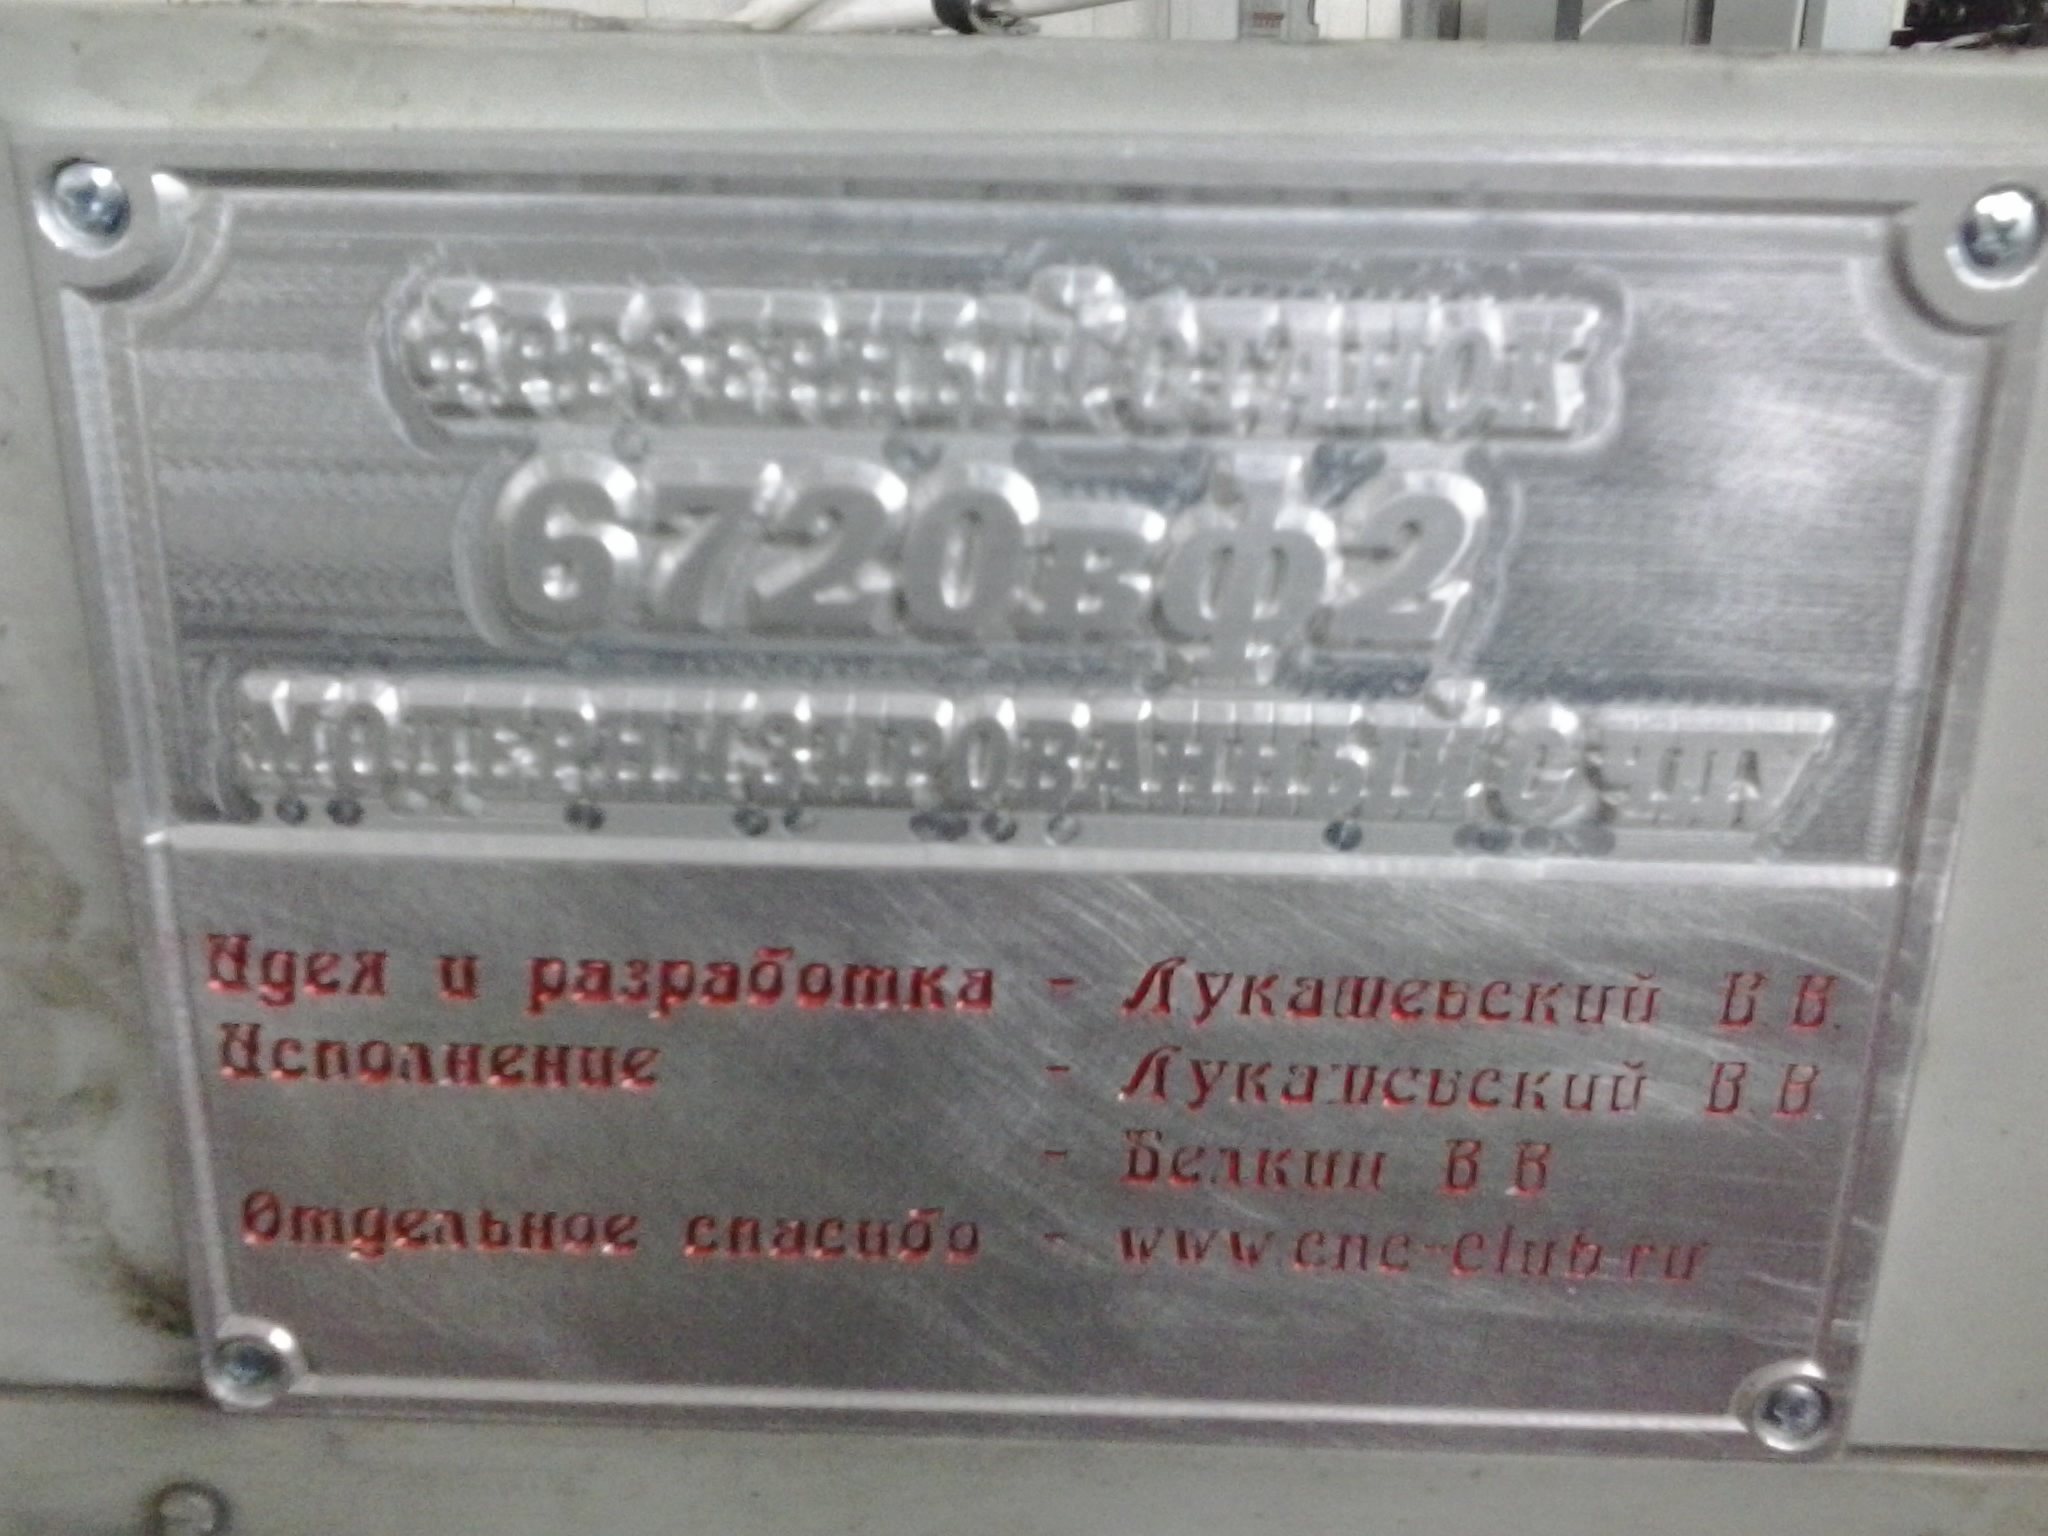 Фрезерный станок
6720вф2
модернизированный с чпу
Идея и разработка - Лукашевский В.В.
Исполнение - Лукашевский В.В.
- Белкин В.В
Отдельное спасибо - www.cnc-club.ru